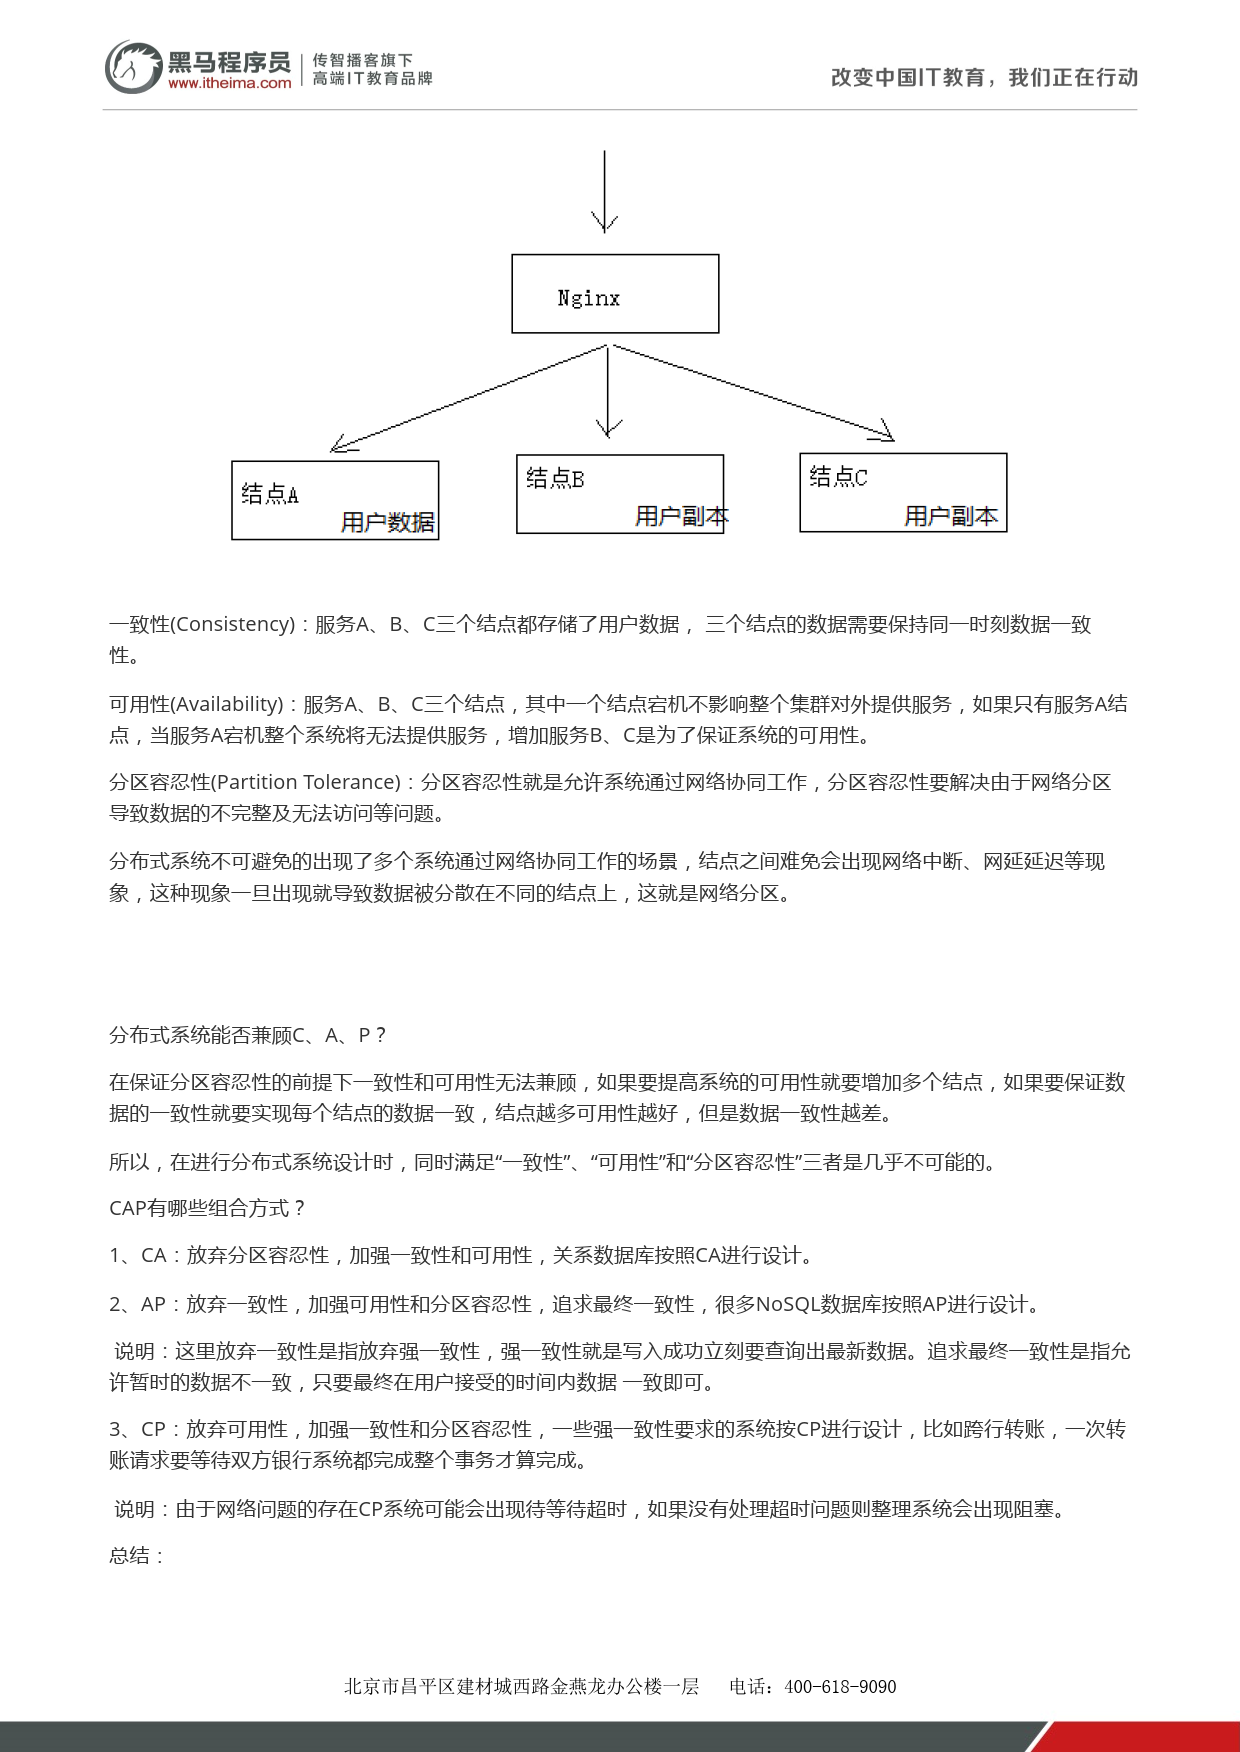 黑马程序员
www.itheima.com
传智播客旗下
高端IT教育品牌
改变中国IT教育，我们正在行动
Nginx
结点A
用户数据
结点B
用户副本
结点C
用户副本
一致性(Consistency)：服务A、B、C三个结点都存储了用户数据， 三个结点的数据需要保持同一时刻数据一致
性。
可用性(Availability)：服务A、B、C三个结点，其中一个结点宕机不影响整个集群对外提供服务，如果只有服务A结
点，当服务A宕机整个系统将无法提供服务，增加服务B、C是为了保证系统的可用性。
分区容忍性(Partition Tolerance)：分区容忍性就是允许系统通过网络协同工作，分区容忍性要解决由于网络分区
导致数据的不完整及无法访问等问题。
分布式系统不可避免的出现了多个系统通过网络协同工作的场景，结点之间难免会出现网络中断、网延延迟等现
象，这种现象一旦出现就导致数据被分散在不同的结点上，这就是网络分区。
分布式系统能否兼顾C、A、P？
在保证分区容忍性的前提下一致性和可用性无法兼顾，如果要提高系统的可用性就要增加多个结点，如果要保证数
据的一致性就要实现每个结点的数据一致，结点越多可用性越好，但是数据一致性越差。
所以，在进行分布式系统设计时，同时满足“一致性”、“可用性”和“分区容忍性”三者是几乎不可能的。
CAP有哪些组合方式？
1、CA：放弃分区容忍性，加强一致性和可用性，关系数据库按照CA进行设计。
2、AP：放弃一致性，加强可用性和分区容忍性，追求最终一致性，很多NoSQL数据库按照AP进行设计。
说明：这里放弃一致性是指放弃强一致性，强一致性就是写入成功立刻要查询出最新数据。追求最终一致性是指允
许暂时的数据不一致，只要最终在用户接受的时间内数据 一致即可。
3、CP：放弃可用性，加强一致性和分区容忍性，一些强一致性要求的系统按CP进行设计，比如跨行转账，一次转
账请求要等待双方银行系统都完成整个事务才算完成。
说明：由于网络问题的存在CP系统可能会出现待等待超时，如果没有处理超时问题则整理系统会出现阻塞。
总结：
北京市昌平区建材城西路金燕龙办公楼一层 电话：400-618-9090